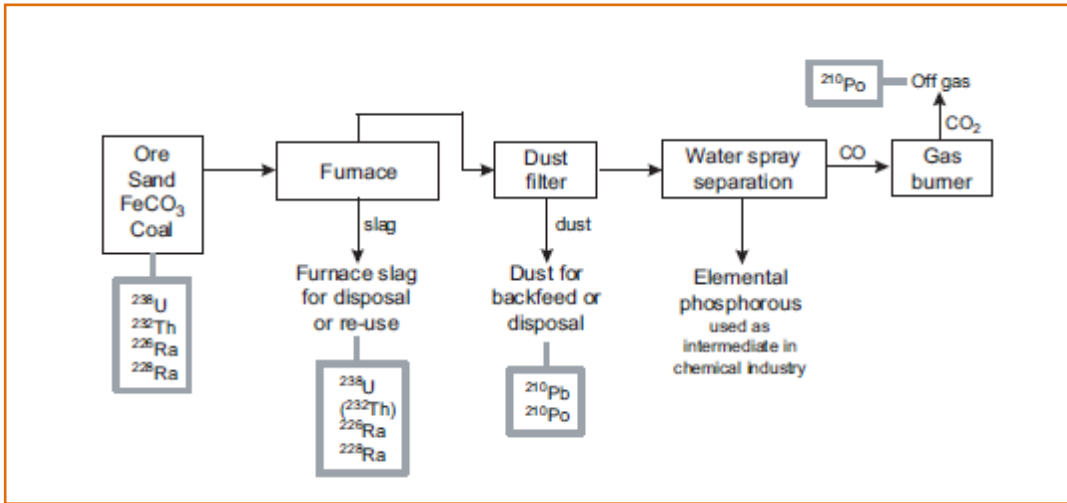 ²¹⁰Po
Off gas
CO₂
Ore
Sand
FeCO₃
Coal
Furnace
Dust
filter
Water spray
separation
CO
Gas
burner
slag
dust
Furnace slag
for disposal
or re-use
Dust for
backfeed or
disposal
Elemental
phosphorous
used as
intermediate in
chemical industry
²³⁸U
²³²Th
²²⁶Ra
²²⁸Ra
²³⁸U
(²³²Th)
²²⁶Ra
²²⁸Ra
²¹⁰Pb
²¹⁰Po